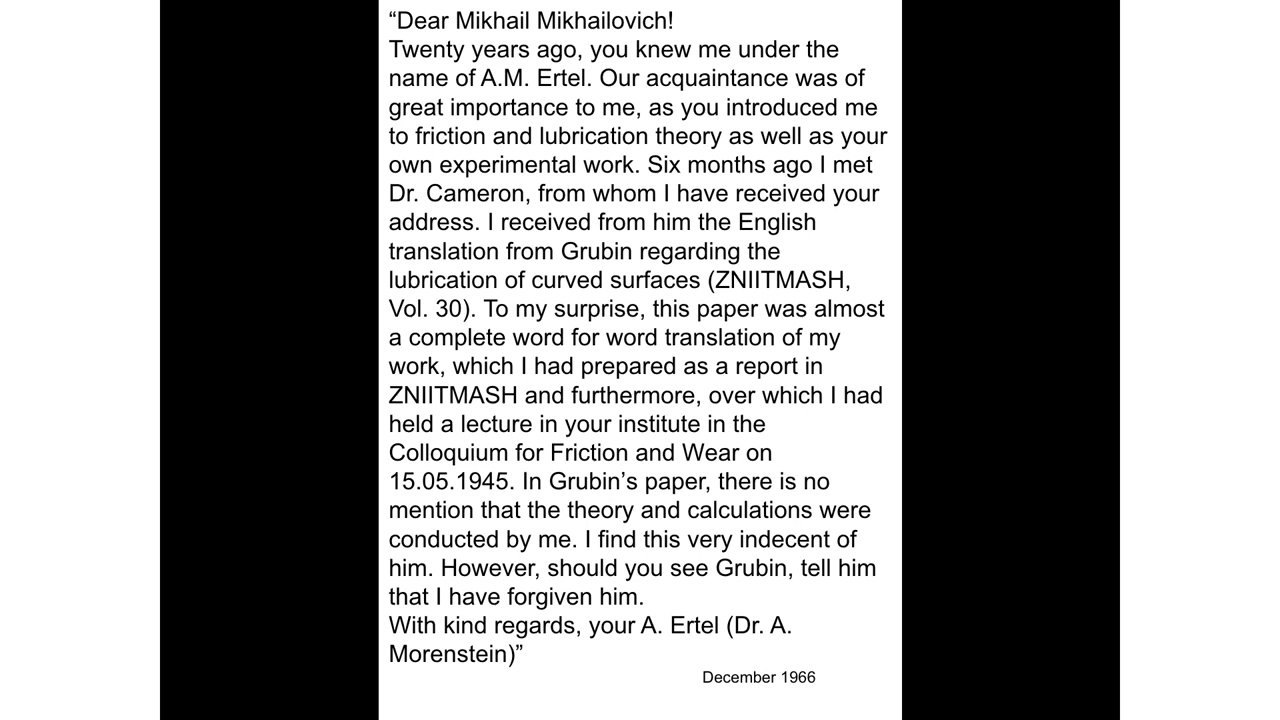 “Dear Mikhail Mikhailovich!
Twenty years ago, you knew me under the
name of A.M. Ertel. Our acquaintance was of
great importance to me, as you introduced me
to friction and lubrication theory as well as your
own experimental work. Six months ago I met
Dr. Cameron, from whom I have received your
address. I received from him the English
translation from Grubin regarding the
lubrication of curved surfaces (ZNIITMASH,
Vol. 30). To my surprise, this paper was almost
a complete word for word translation of my
work, which I had prepared as a report in
ZNIITMASH and furthermore, over which I had
held a lecture in your institute in the
Colloquium for Friction and Wear on
15.05.1945. In Grubin’s paper, there is no
mention that the theory and calculations were
conducted by me. I find this very indecent of
him. However, should you see Grubin, tell him
that I have forgiven him.
With kind regards, your A. Ertel (Dr. A.
Morenstein)”
December 1966